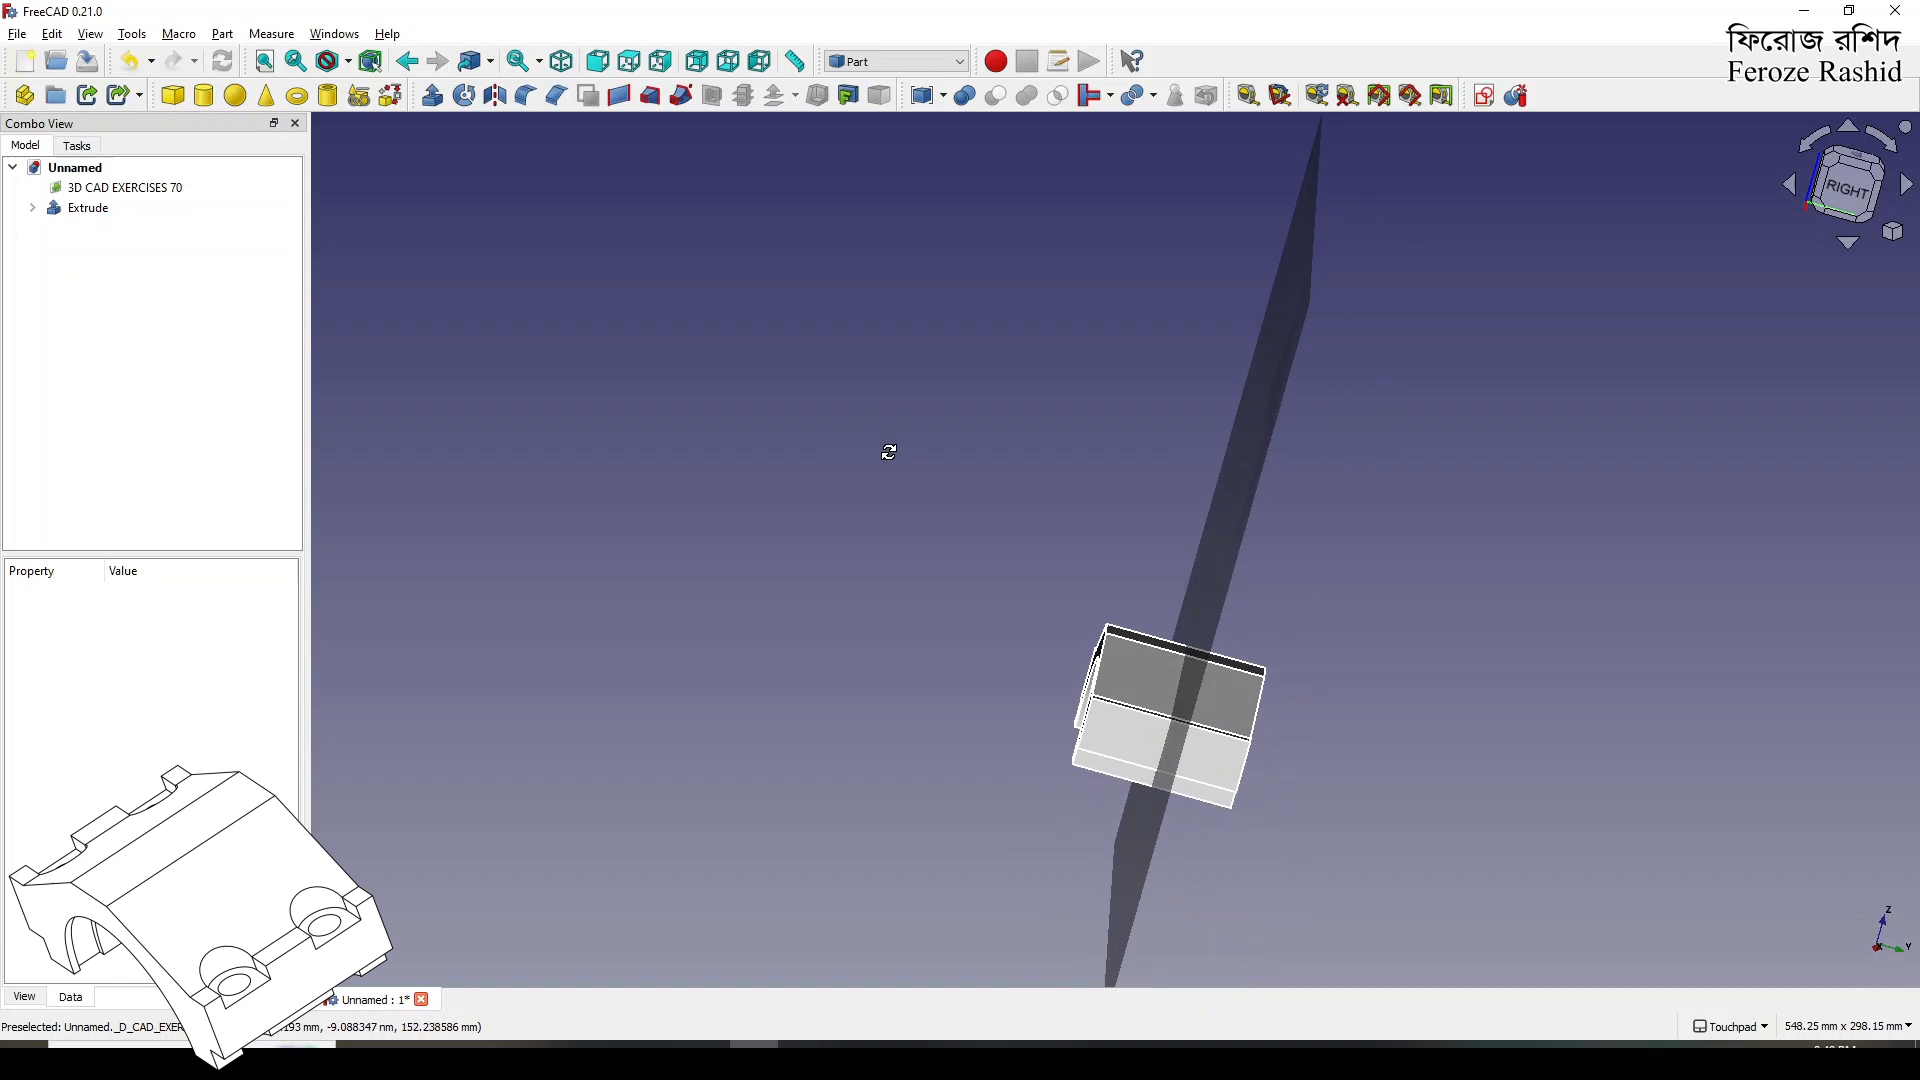 FreeCAD 0.21.0
File Edit View Tools Macro Part Measure Windows Help
ফিরোজ রশিদ
Feroze Rashid
Part
Combo View
Model Tasks
Unnamed
3D CAD EXERCISES 70
Extrude
RIGHT
Property Value
Z
Y
X
View Data
Unnamed : 1*
Preselected: Unnamed._D_CAD_EXER 193 mm, -9.088347 nm, 152.238586 mm)
Touchpad 548.25 mm x 298.15 mm